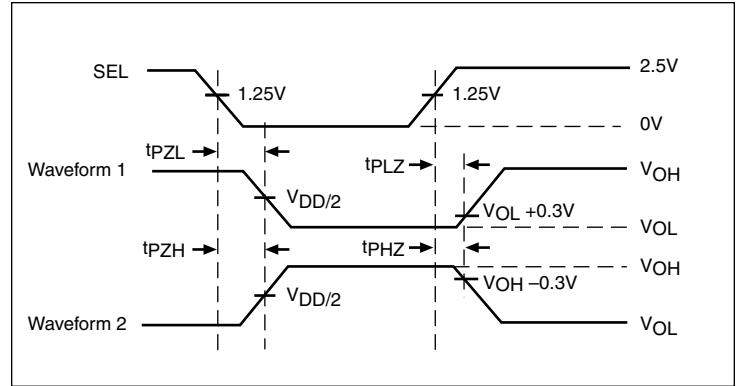 SEL 1.25V 1.25V 2.5V
0V
tPZL tPLZ
Waveform 1 VOH
VDD/2 VOL +0.3V
VOL
tPZH tPHZ VOH
VDD/2 VOH –0.3V
Waveform 2 VOL